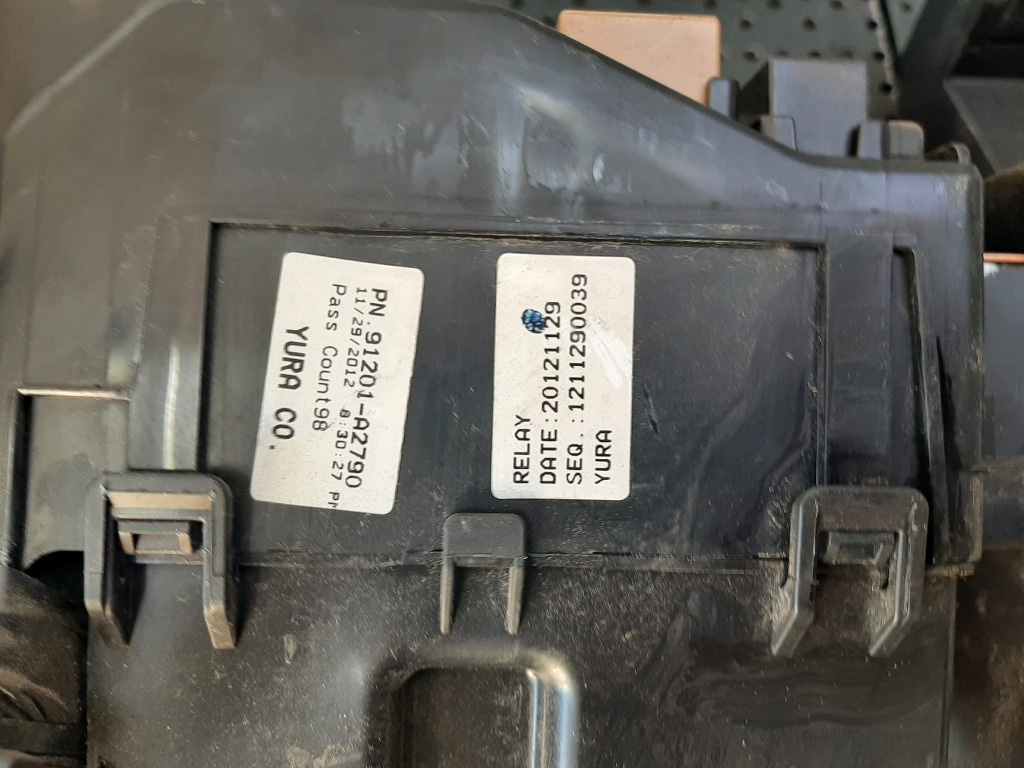 PN:91201-A2790
11/29/2012 8:30:27 PM
Pass Count98
YURA CO.
RELAY
DATE:20121129
SEQ.:1211290039
YURA